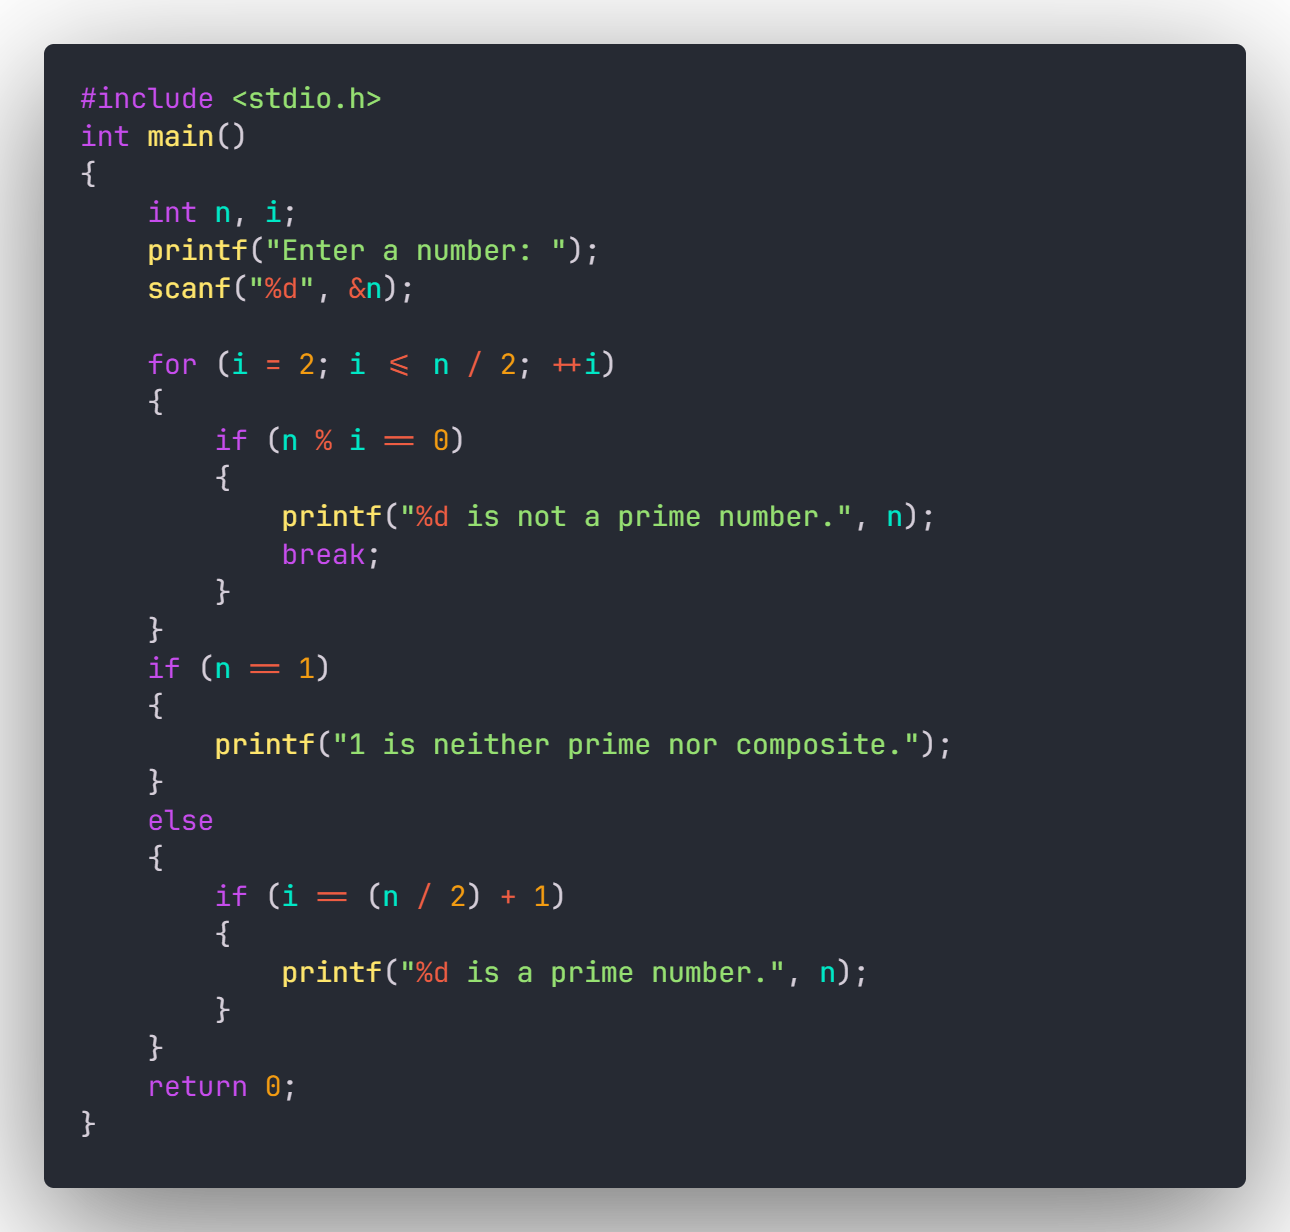 #include <stdio.h>
int main()
{
    int n, i;
    printf("Enter a number: ");
    scanf("%d", &n);

    for (i = 2; i <= n / 2; ++i)
    {
        if (n % i == 0)
        {
            printf("%d is not a prime number.", n);
            break;
        }
    }
    if (n == 1)
    {
        printf("1 is neither prime nor composite.");
    }
    else
    {
        if (i == (n / 2) + 1)
        {
            printf("%d is a prime number.", n);
        }
    }
    return 0;
}